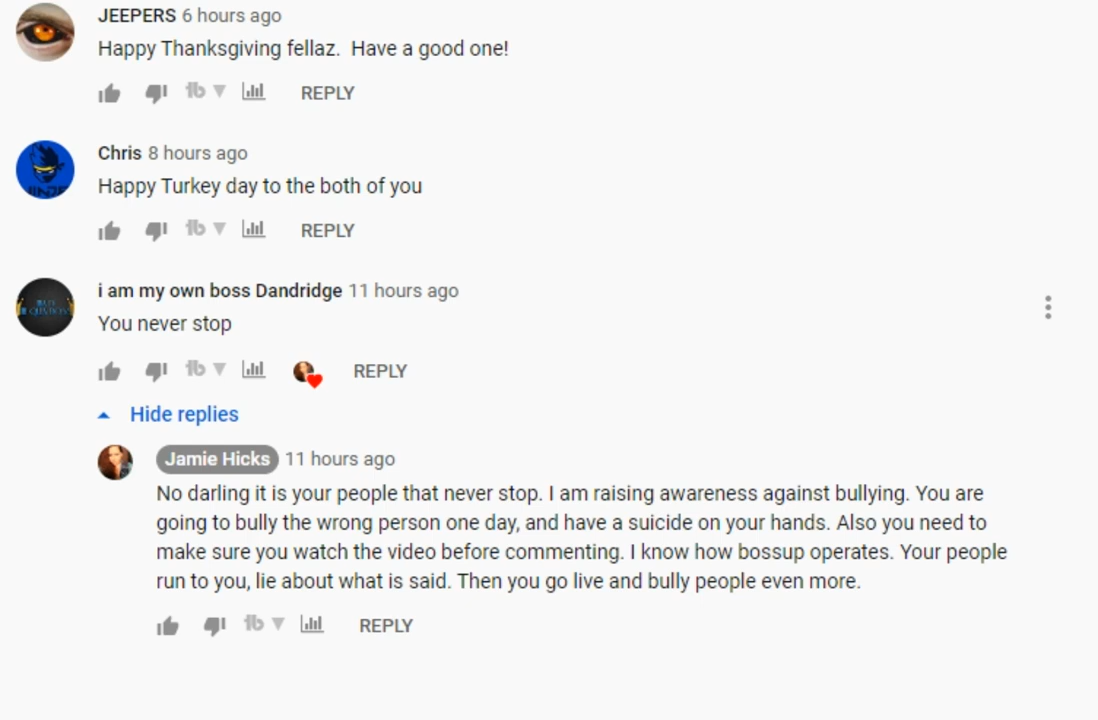 JEEPERS 6 hours ago
Happy Thanksgiving fellaz.  Have a good one!
REPLY
Chris 8 hours ago
Happy Turkey day to the both of you
REPLY
i am my own boss Dandridge 11 hours ago
You never stop
REPLY
Hide replies
Jamie Hicks 11 hours ago
No darling it is your people that never stop. I am raising awareness against bullying. You are
going to bully the wrong person one day, and have a suicide on your hands. Also you need to
make sure you watch the video before commenting. I know how bossup operates. Your people
run to you, lie about what is said. Then you go live and bully people even more.
REPLY